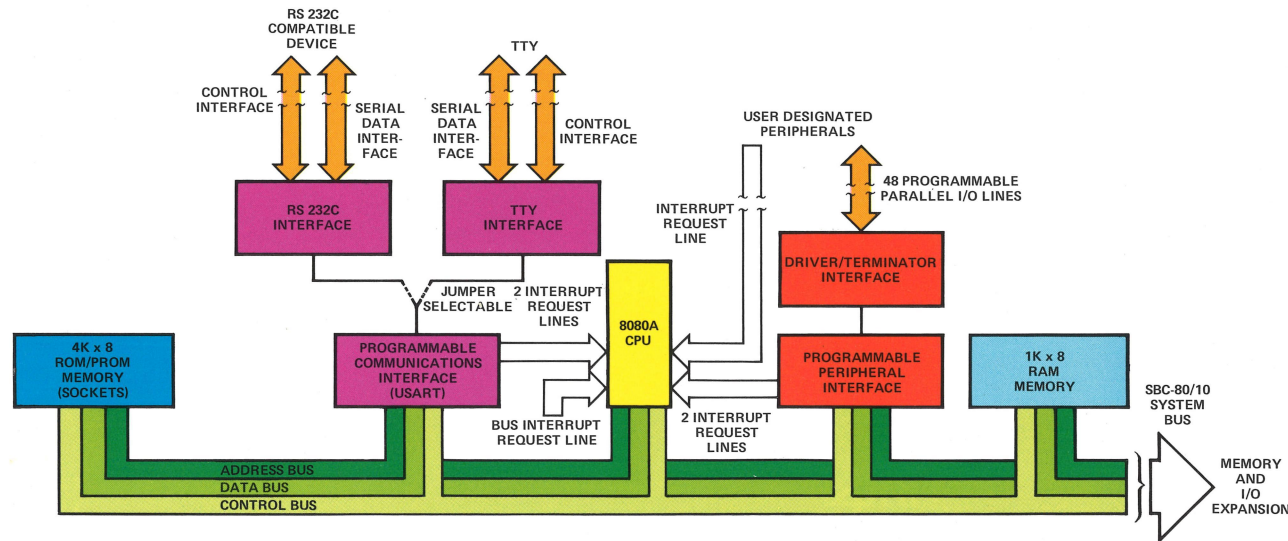 RS 232C
COMPATIBLE
DEVICE
TTY
CONTROL
INTERFACE
SERIAL
DATA
INTER-
FACE
SERIAL
DATA
INTER-
FACE
CONTROL
INTERFACE
USER DESIGNATED
PERIPHERALS
48 PROGRAMMABLE
PARALLEL I/O LINES
RS 232C
INTERFACE
TTY
INTERFACE
INTERRUPT
REQUEST
LINE
DRIVER/TERMINATOR
INTERFACE
JUMPER
SELECTABLE
2 INTERRUPT
REQUEST
LINES
8080A
CPU
4K x 8
ROM/PROM
MEMORY
(SOCKETS)
PROGRAMMABLE
COMMUNICATIONS
INTERFACE
(USART)
PROGRAMMABLE
PERIPHERAL
INTERFACE
1K x 8
RAM
MEMORY
BUS INTERRUPT
REQUEST LINE
2 INTERRUPT
REQUEST
LINES
SBC-80/10
SYSTEM
BUS
ADDRESS BUS
DATA BUS
CONTROL BUS
MEMORY
AND
I/O
EXPANSION